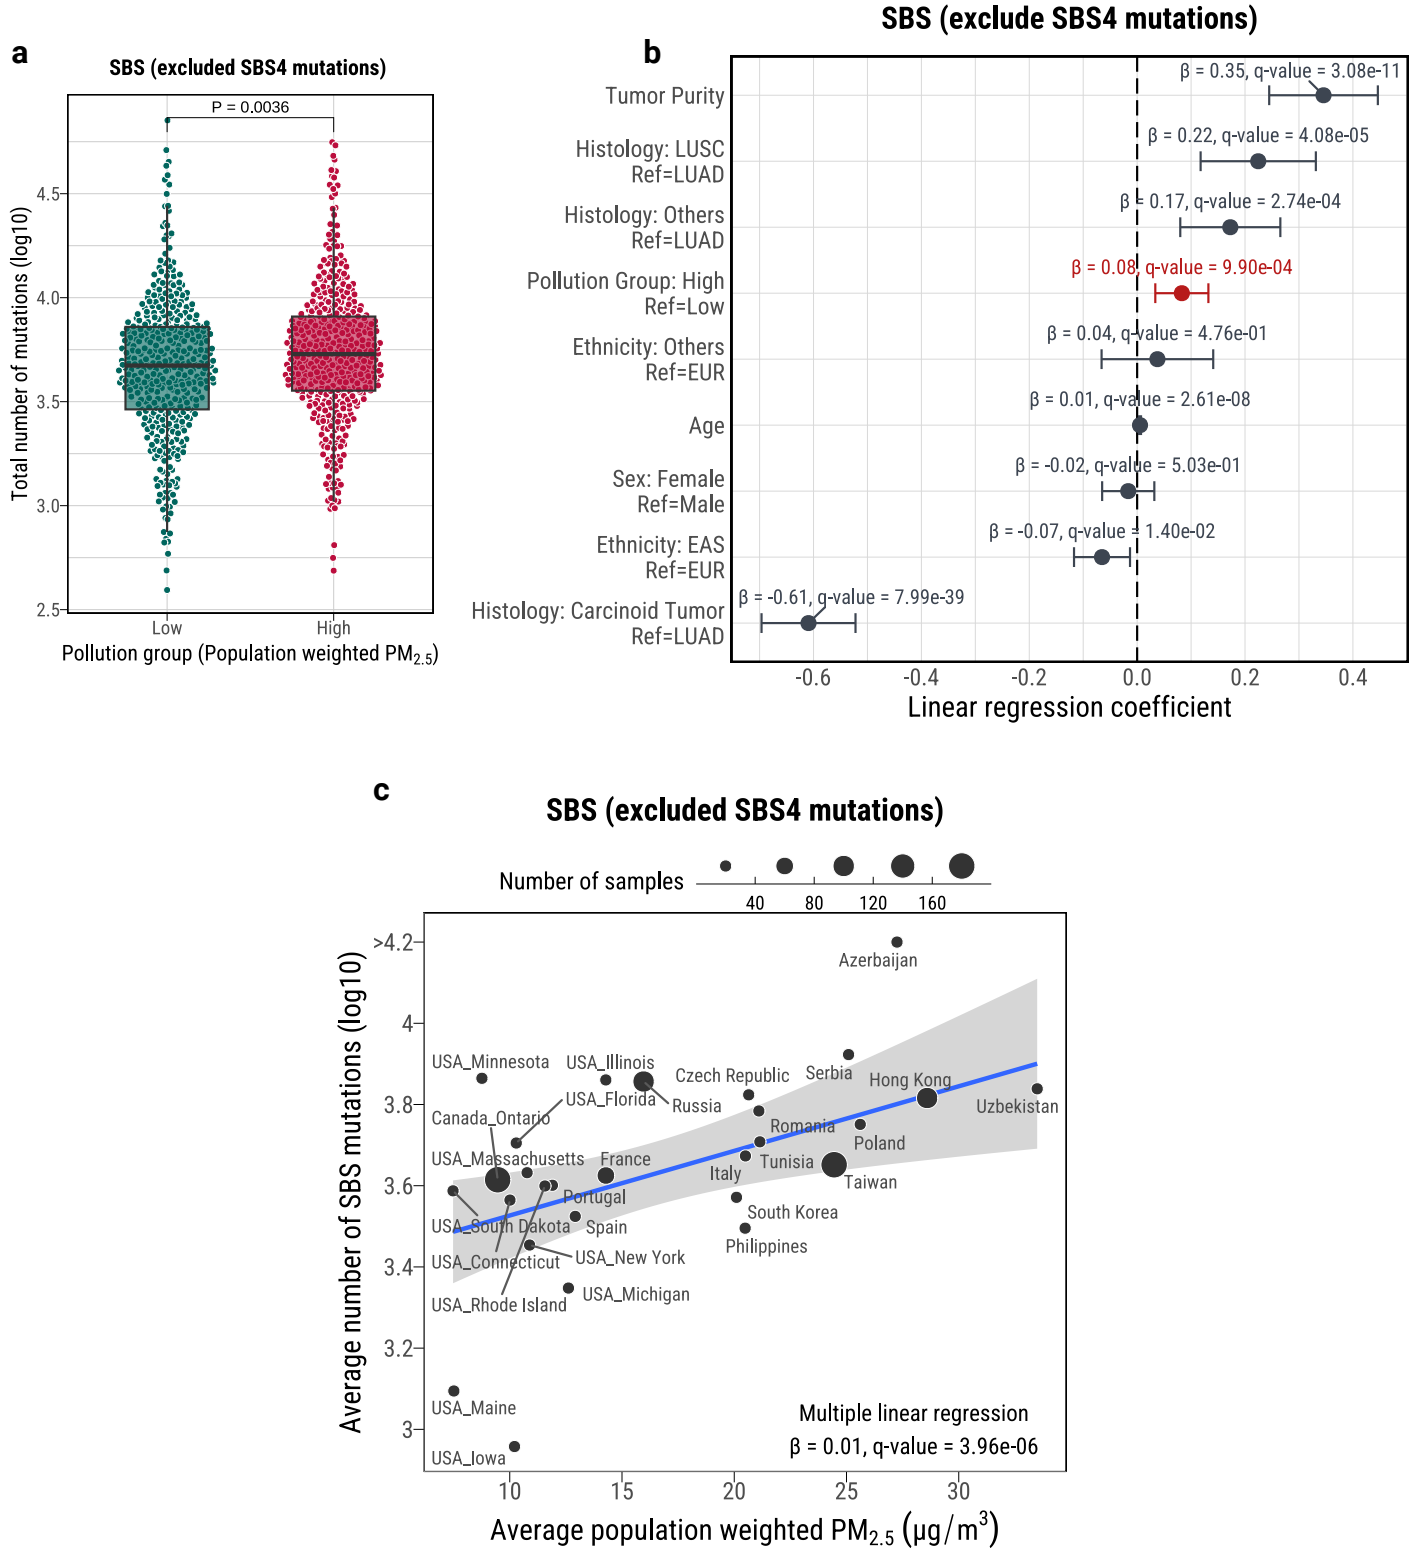 a
SBS (excluded SBS4 mutations)
P = 0.0036
Total number of mutations (log10)
4.5
4.0
3.5
3.0
2.5
Low
High
Pollution group (Population weighted PM2.5)
b
SBS (exclude SBS4 mutations)
Tumor Purity
β = 0.35, q-value = 3.08e-11
Histology: LUSC
Ref=LUAD
β = 0.22, q-value = 4.08e-05
Histology: Others
Ref=LUAD
β = 0.17, q-value = 2.74e-04
Pollution Group: High
Ref=Low
β = 0.08, q-value = 9.90e-04
Ethnicity: Others
Ref=EUR
β = 0.04, q-value = 4.76e-01
Age
β = 0.01, q-value = 2.61e-08
Sex: Female
Ref=Male
β = -0.02, q-value = 5.03e-01
Ethnicity: EAS
Ref=EUR
β = -0.07, q-value = 1.40e-02
Histology: Carcinoid Tumor
Ref=LUAD
β = -0.61, q-value = 7.99e-39
-0.6
-0.4
-0.2
0.0
0.2
0.4
Linear regression coefficient
c
SBS (excluded SBS4 mutations)
Number of samples
40
80
120
160
Average number of SBS mutations (log10)
>4.2
4
3.8
3.6
3.4
3.2
3
Azerbaijan
USA_Minnesota
USA_Illinois
Czech Republic
Serbia
Hong Kong
USA_Florida
Russia
Uzbekistan
Canada_Ontario
Romania
Poland
USA_Massachusetts
France
Italy
Tunisia
Taiwan
Portugal
South Korea
USA_South Dakota
Spain
Philippines
USA_Connecticut
USA_New York
USA_Rhode Island
USA_Michigan
USA_Maine
USA_Iowa
Multiple linear regression
β = 0.01, q-value = 3.96e-06
10
15
20
25
30
Average population weighted PM2.5 (μg/m³)